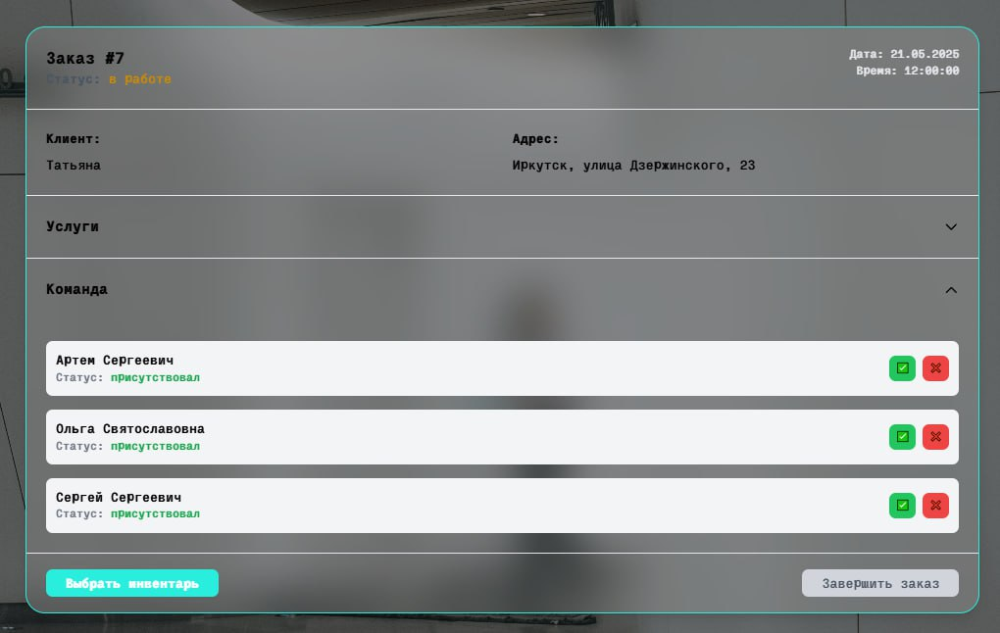 Заказ #7
Статус: в работе
Дата: 21.05.2025
Время: 12:00:00
Клиент:
Татьяна
Адрес:
Иркутск, улица Дзержинского, 23
Услуги
Команда
Артем Сергеевич
Статус: присутствовал
Ольга Святославовна
Статус: присутствовал
Сергей Сергеевич
Статус: присутствовал
Выбрать инвентарь
Завершить заказ